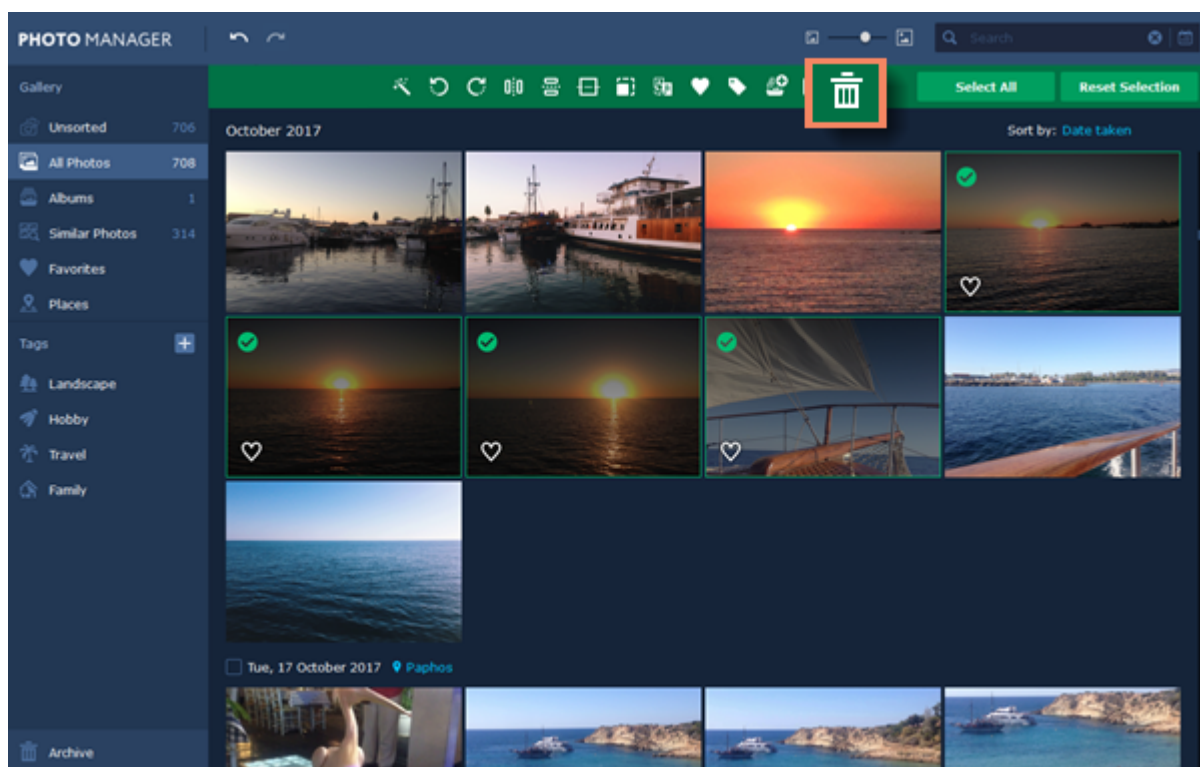 PHOTO MANAGER
Search
Gallery
Select All
Reset Selection
Unsorted 706
October 2017
Sort by: Date taken
All Photos 708
Albums 1
Similar Photos 314
Favorites
Places
Tags
Landscape
Hobby
Travel
Family
Tue, 17 October 2017 Paphos
Archive